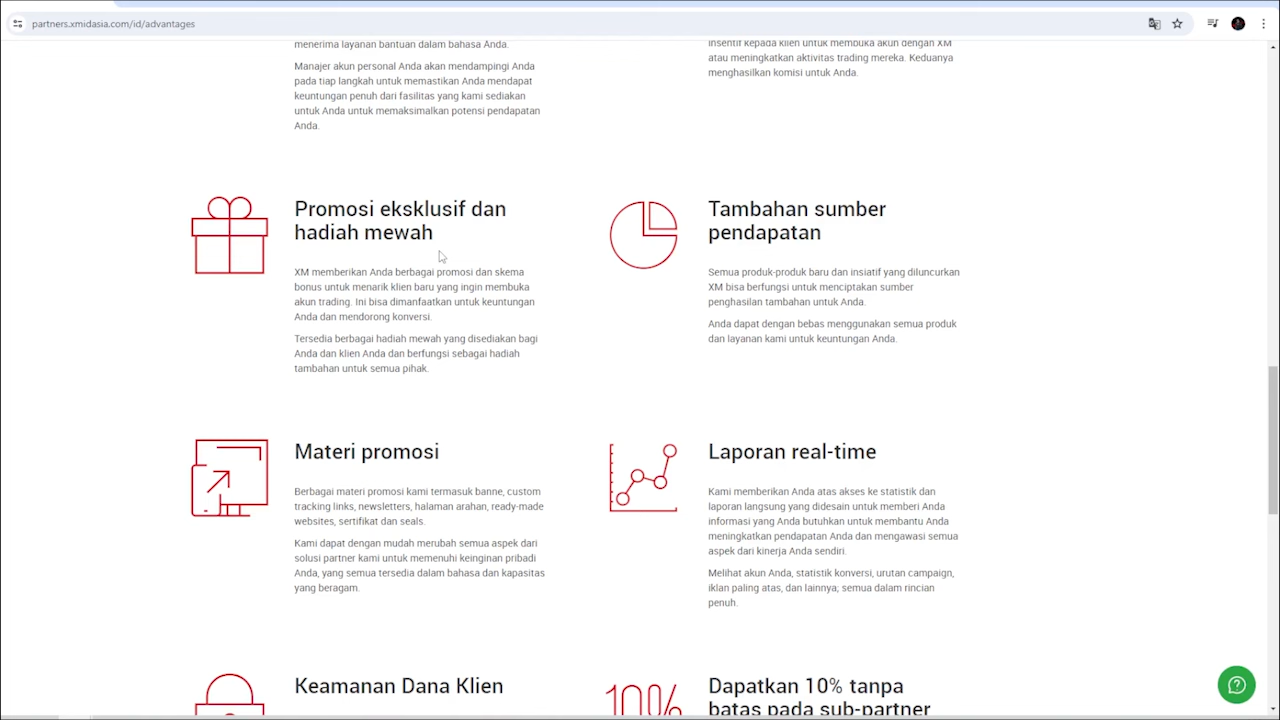 partners.xmidasia.com/id/advantages
menerima layanan bantuan dalam bahasa Anda.
Manajer akun personal Anda akan mendampingi Anda
pada tiap langkah untuk memastikan Anda mendapat
keuntungan penuh dari fasilitas yang kami sediakan
untuk Anda untuk memaksimalkan potensi pendapatan
Anda.
insentif kepada klien untuk membuka akun dengan XM
atau meningkatkan aktivitas trading mereka. Keduanya
menghasilkan komisi untuk Anda.
Promosi eksklusif dan
hadiah mewah
XM memberikan Anda berbagai promosi dan skema
bonus untuk menarik klien baru yang ingin membuka
akun trading. Ini bisa dimanfaatkan untuk keuntungan
Anda dan mendorong konversi.
Tersedia berbagai hadiah mewah yang disediakan bagi
Anda dan klien Anda dan berfungsi sebagai hadiah
tambahan untuk semua pihak.
Tambahan sumber
pendapatan
Semua produk-produk baru dan insiatif yang diluncurkan
XM bisa berfungsi untuk menciptakan sumber
penghasilan tambahan untuk Anda.
Anda dapat dengan bebas menggunakan semua produk
dan layanan kami untuk keuntungan Anda.
Materi promosi
Berbagai materi promosi kami termasuk banne, custom
tracking links, newsletters, halaman arahan, ready-made
websites, sertifikat dan seals.
Kami dapat dengan mudah merubah semua aspek dari
solusi partner kami untuk memenuhi keinginan pribadi
Anda, yang semua tersedia dalam bahasa dan kapasitas
yang beragam.
Laporan real-time
Kami memberikan Anda atas akses ke statistik dan
laporan langsung yang didesain untuk memberi Anda
informasi yang Anda butuhkan untuk membantu Anda
meningkatkan pendapatan Anda dan mengawasi semua
aspek dari kinerja Anda sendiri.
Melihat akun Anda, statistik konversi, urutan campaign,
iklan paling atas, dan lainnya; semua dalam rincian
penuh.
Keamanan Dana Klien
100%
Dapatkan 10% tanpa
batas pada sub-partner